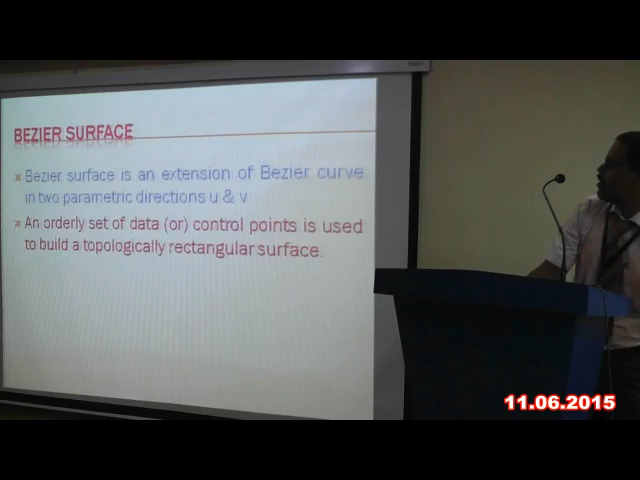 BEZIER SURFACE
Bezier surface is an extension of Bezier curve
in two parametric directions u & v
An orderly set of data (or) control points is used
to build a topologically rectangular surface.
11.06.2015